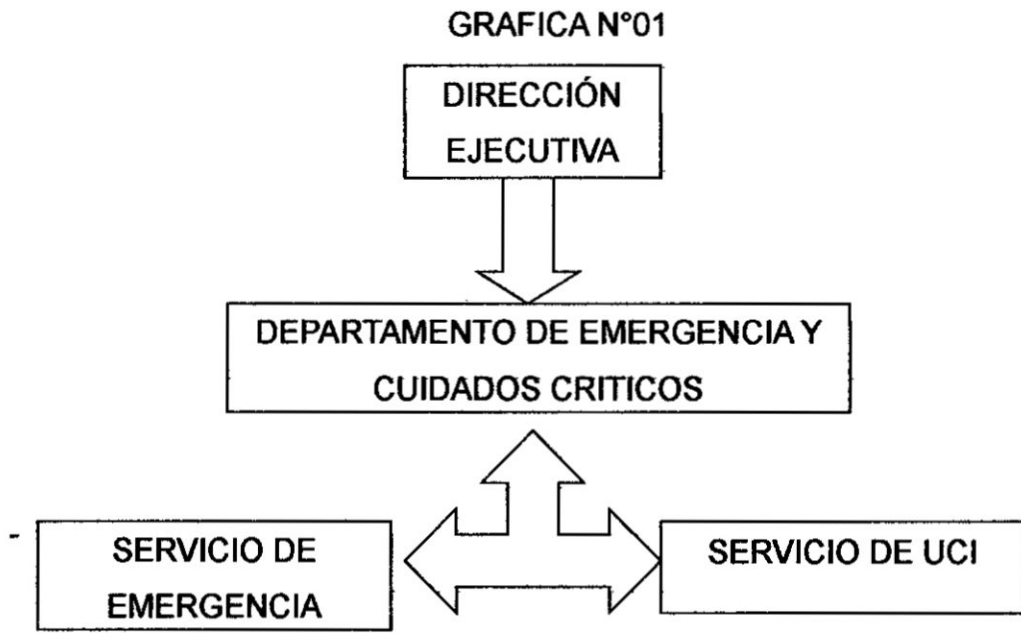 GRAFICA N°01
DIRECCIÓN
EJECUTIVA
DEPARTAMENTO DE EMERGENCIA Y
CUIDADOS CRITICOS
SERVICIO DE
EMERGENCIA
SERVICIO DE UCI